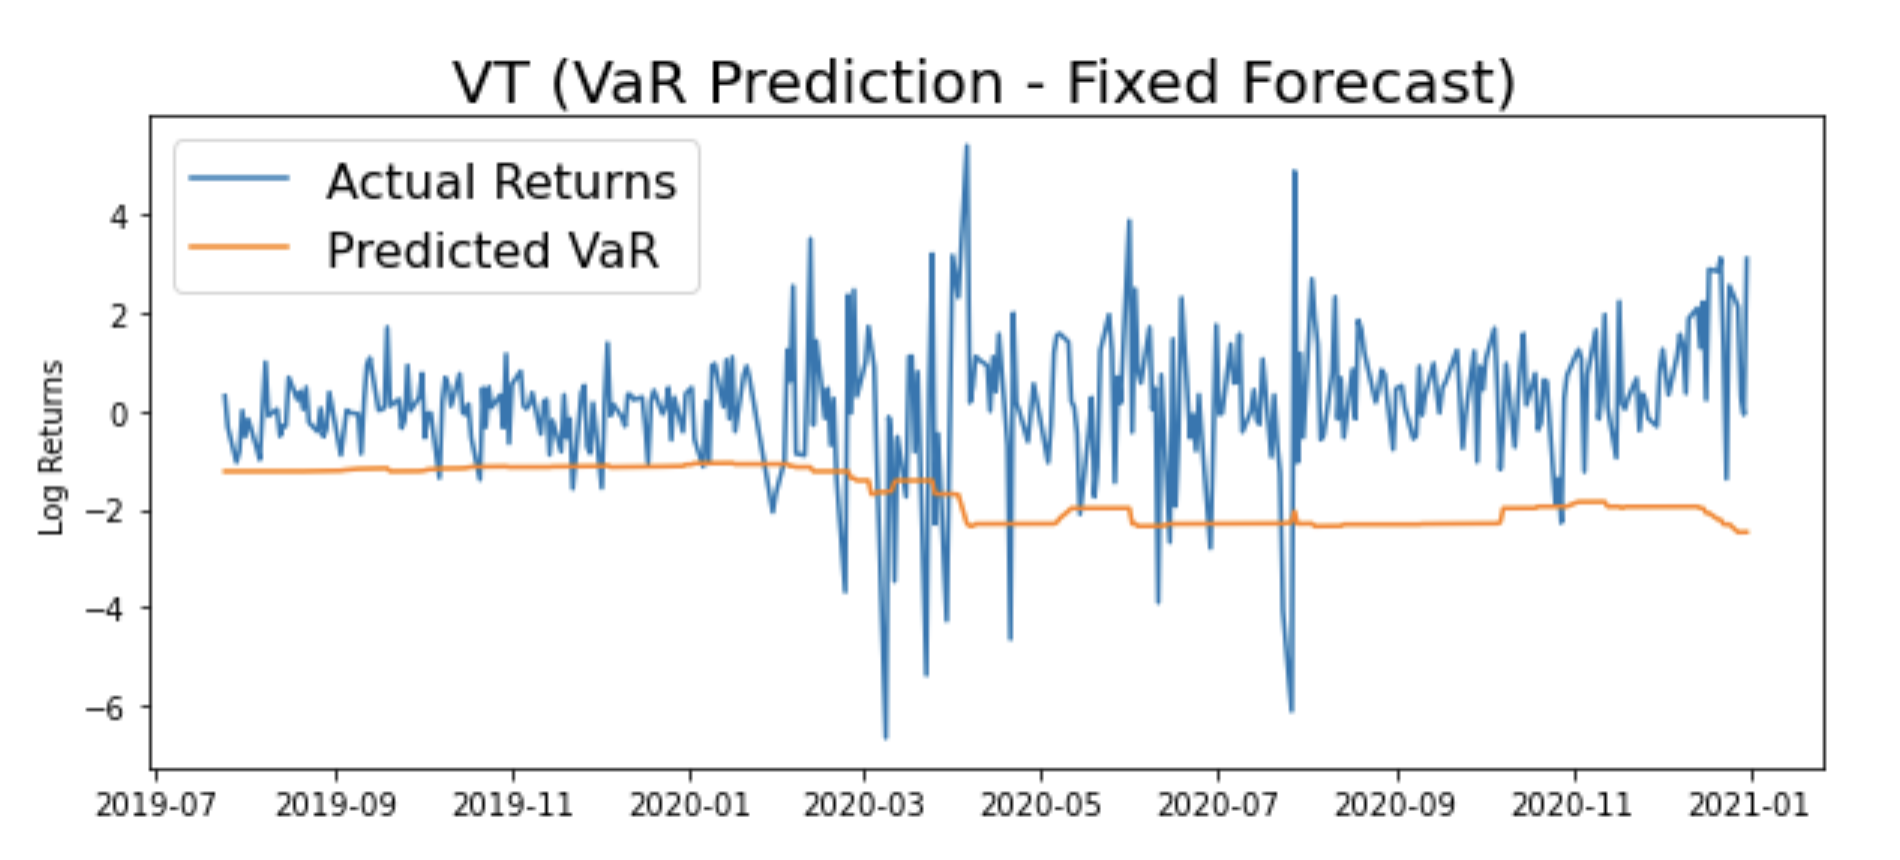 VT (VaR Prediction - Fixed Forecast)
Actual Returns
Predicted VaR
Log Returns
4
2
0
−2
−4
−6
2019-07 2019-09 2019-11 2020-01 2020-03 2020-05 2020-07 2020-09 2020-11 2021-01